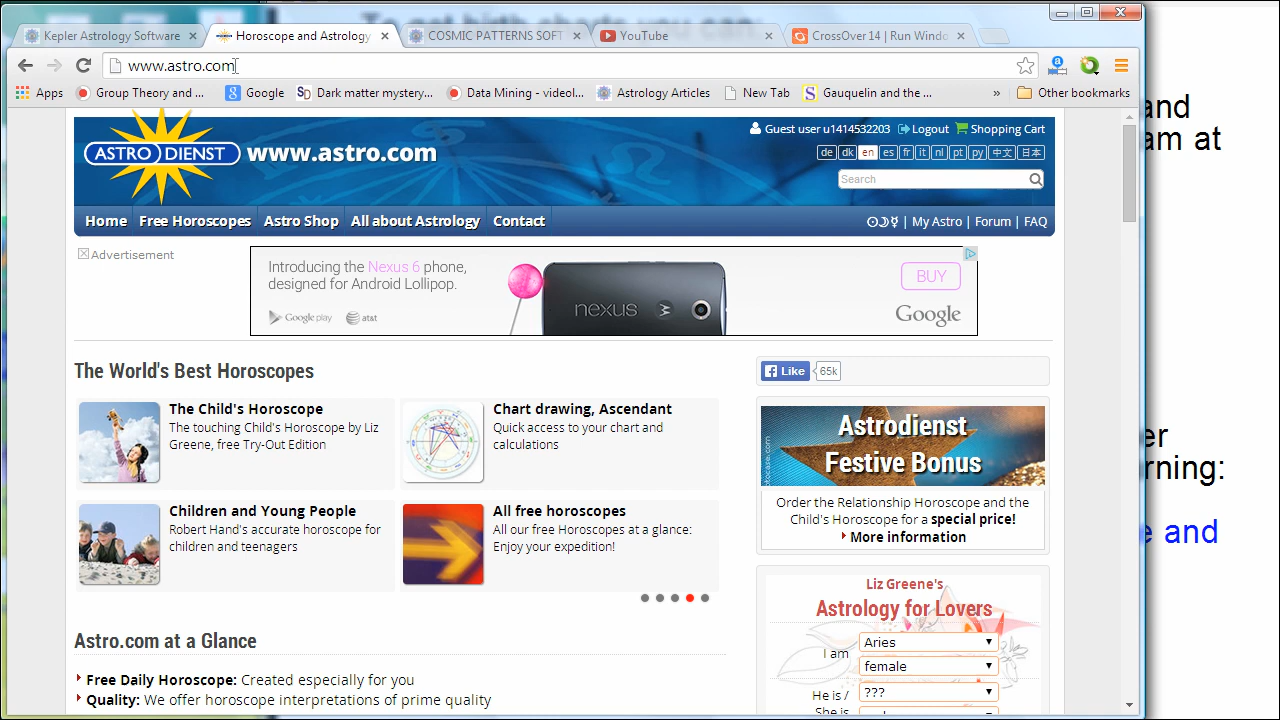 Kepler Astrology Software
Horoscope and Astrology
COSMIC PATTERNS SOFT
YouTube
CrossOver 14 | Run Windo
www.astro.com
Apps
Group Theory and ...
Google
Dark matter mystery...
Data Mining - videol...
Astrology Articles
New Tab
Gauquelin and the ...
»
Other bookmarks
and
am at
ASTRO DIENST
www.astro.com
Guest user u1414532203
Logout
Shopping Cart
de dk en es fr it nl pt ру 中文 日本
Search
Home
Free Horoscopes
Astro Shop
All about Astrology
Contact
| My Astro | Forum | FAQ
Advertisement
Introducing the Nexus 6 phone,
designed for Android Lollipop.
Google play
at&t
nexus
BUY
Google
The World's Best Horoscopes
The Child's Horoscope
The touching Child's Horoscope by Liz
Greene, free Try-Out Edition
Chart drawing, Ascendant
Quick access to your chart and
calculations
Children and Young People
Robert Hand's accurate horoscope for
children and teenagers
All free horoscopes
All our free Horoscopes at a glance:
Enjoy your expedition!
Like
65k
Astrodienst
Festive Bonus
Order the Relationship Horoscope and the
Child's Horoscope for a special price!
More information
er
rning:
e and
Liz Greene's
Astrology for Lovers
I am
Aries
female
He is /
She is
???
Astro.com at a Glance
Free Daily Horoscope: Created especially for you
Quality: We offer horoscope interpretations of prime quality